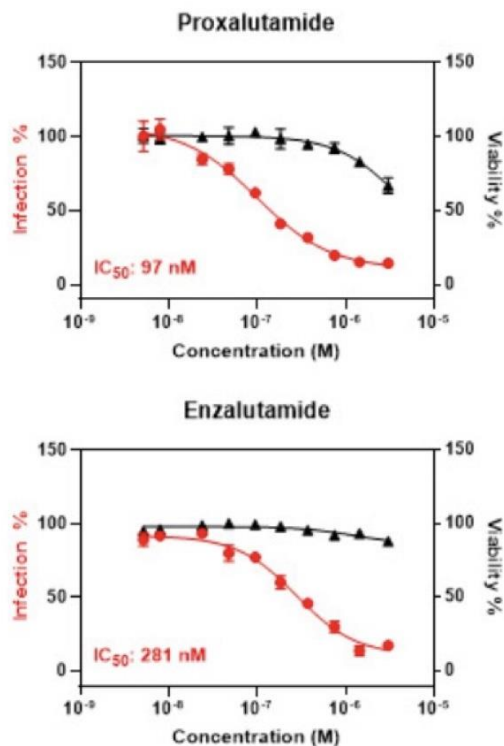 Proxalutamide
150
100
50
0
Infection %
150
100
50
0
Viability %
IC₅₀: 97 nM
10⁻⁹ 10⁻⁸ 10⁻⁷ 10⁻⁶ 10⁻⁵
Concentration (M)
Enzalutamide
150
100
50
0
Infection %
150
100
50
0
Viability %
IC₅₀: 281 nM
10⁻⁹ 10⁻⁸ 10⁻⁷ 10⁻⁶ 10⁻⁵
Concentration (M)